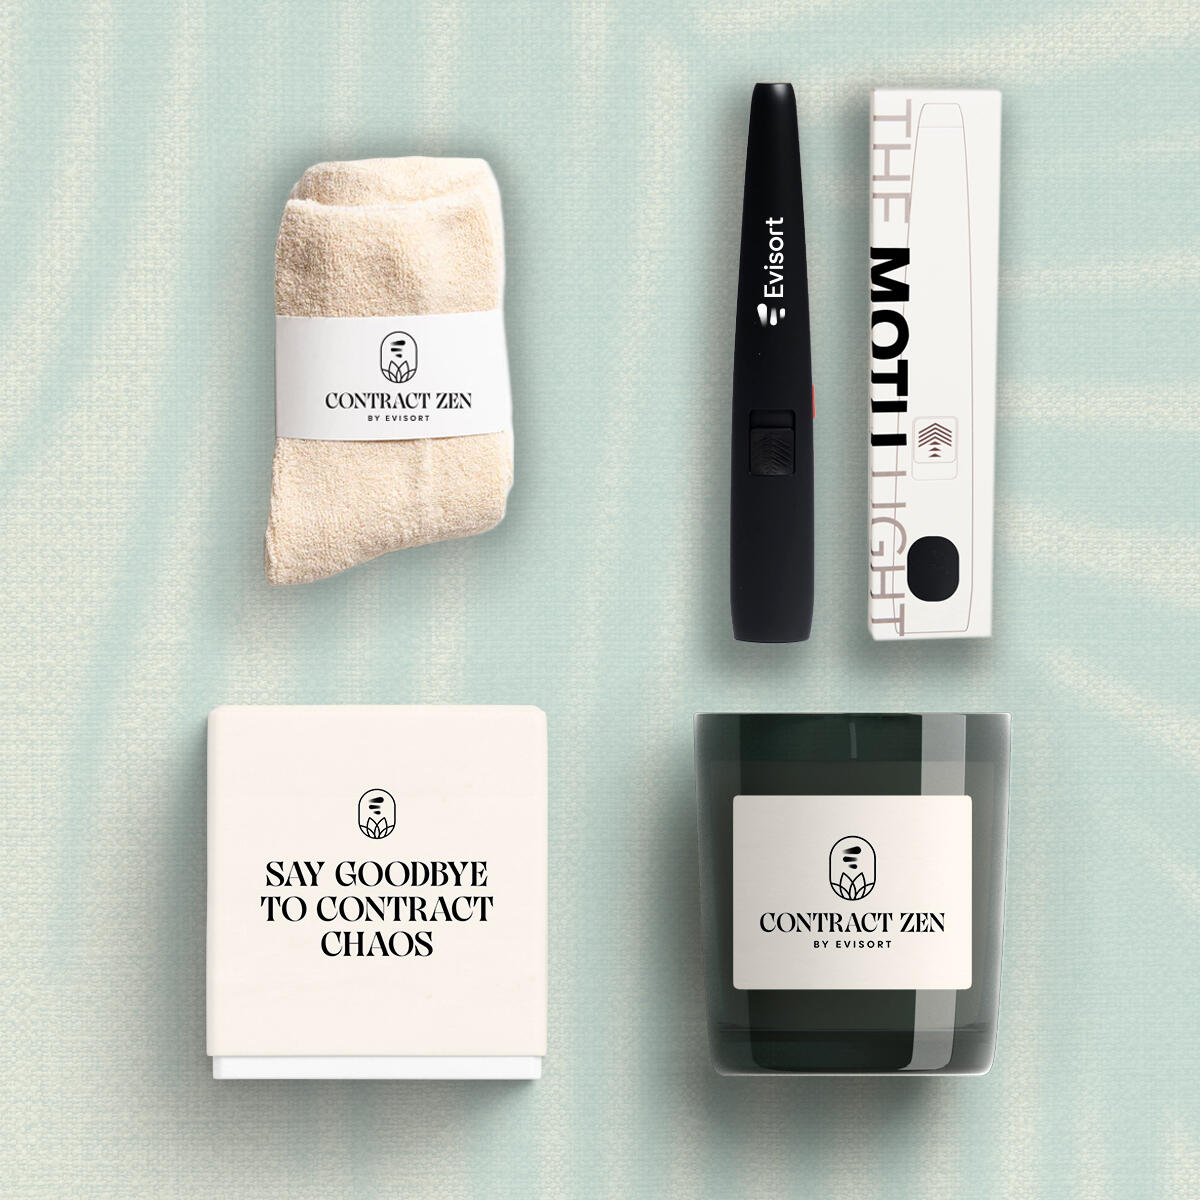 CONTRACT ZEN
BY EVISORT
Evisort
THE MOTLI LIGHT
SAY GOODBYE
TO CONTRACT
CHAOS
CONTRACT ZEN
BY EVISORT